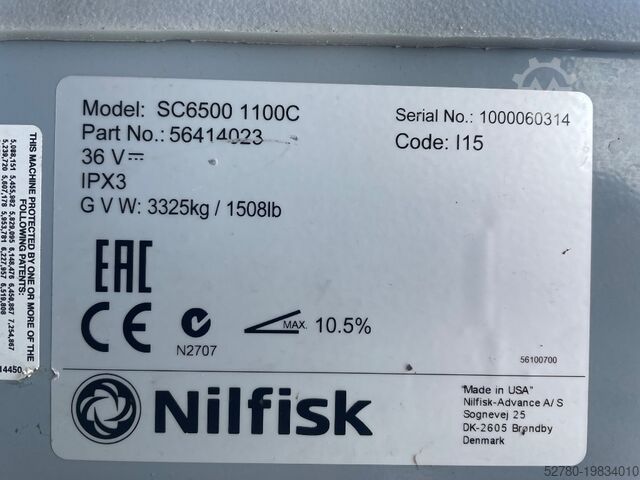 Model: SC6500 1100C
Part No.: 56414023
36 V⎓
IPX3
G V W: 3325kg / 1508lb
Serial No.: 1000060314
Code: I15
EAC
CE
N2707
MAX. 10.5%
56100700
Nilfisk
"Made in USA"
Nilfisk-Advance A/S
Sognevej 25
DK-2605 Brøndby
Denmark
THIS MACHINE PROTECTED BY ONE OR MORE OF THE
FOLLOWING PATENTS:
14450
52780-19834010